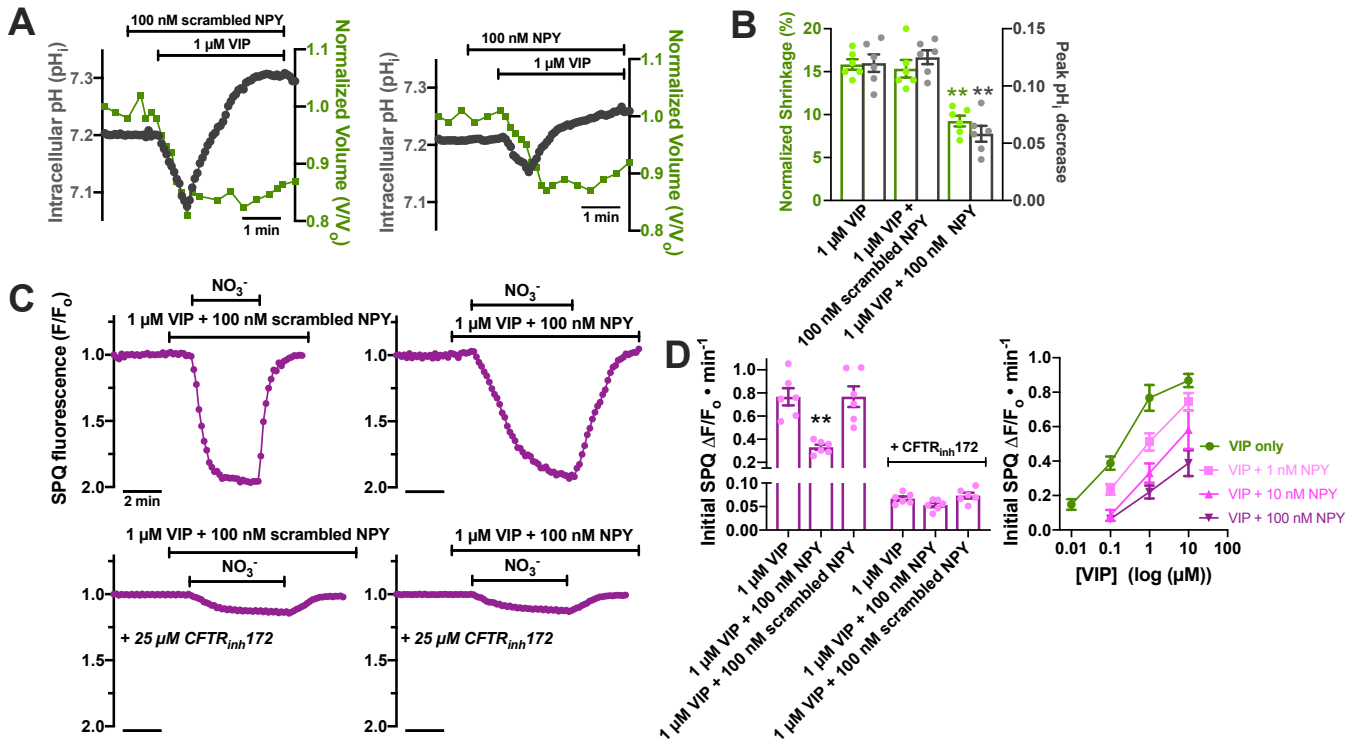 A
100 nM scrambled NPY
1 µM VIP
Intracellular pH (pHi)
7.3
7.2
7.1
1.1
1.0
0.9
0.8
Normalized Volume (V/Vo)
1 min
100 nM NPY
1 µM VIP
Intracellular pH (pHi)
7.3
7.2
7.1
1.1
1.0
0.9
0.8
Normalized Volume (V/Vo)
1 min
B
Normalized Shrinkage (%)
20
15
10
5
0
** **
0.15
0.10
0.05
0.00
Peak pHi decrease
1 µM VIP
1 µM VIP +
100 nM scrambled NPY
1 µM VIP + 100 nM NPY
C
NO3-
1 µM VIP + 100 nM scrambled NPY
SPQ fluorescence (F/Fo)
1.0
1.5
2.0
2 min
NO3-
1 µM VIP + 100 nM NPY
1.0
1.5
2.0
1 µM VIP + 100 nM scrambled NPY
NO3-
1.0
+ 25 µM CFTRinh172
1.5
2.0
1 µM VIP + 100 nM NPY
NO3-
1.0
+ 25 µM CFTRinh172
1.5
2.0
D
Initial SPQ ΔF/Fo • min-1
1.0
0.8
0.6
0.4
0.2
0.10
0.05
0.00
**
+ CFTRinh172
1 µM VIP
1 µM VIP + 100 nM NPY
1 µM VIP + 100 nM scrambled NPY
1 µM VIP
1 µM VIP + 100 nM NPY
1 µM VIP + 100 nM scrambled NPY
Initial SPQ ΔF/Fo • min-1
1.0
0.8
0.6
0.4
0.2
0.0
0.01 0.1 1 10 100
[VIP] (log (µM))
VIP only
VIP + 1 nM NPY
VIP + 10 nM NPY
VIP + 100 nM NPY